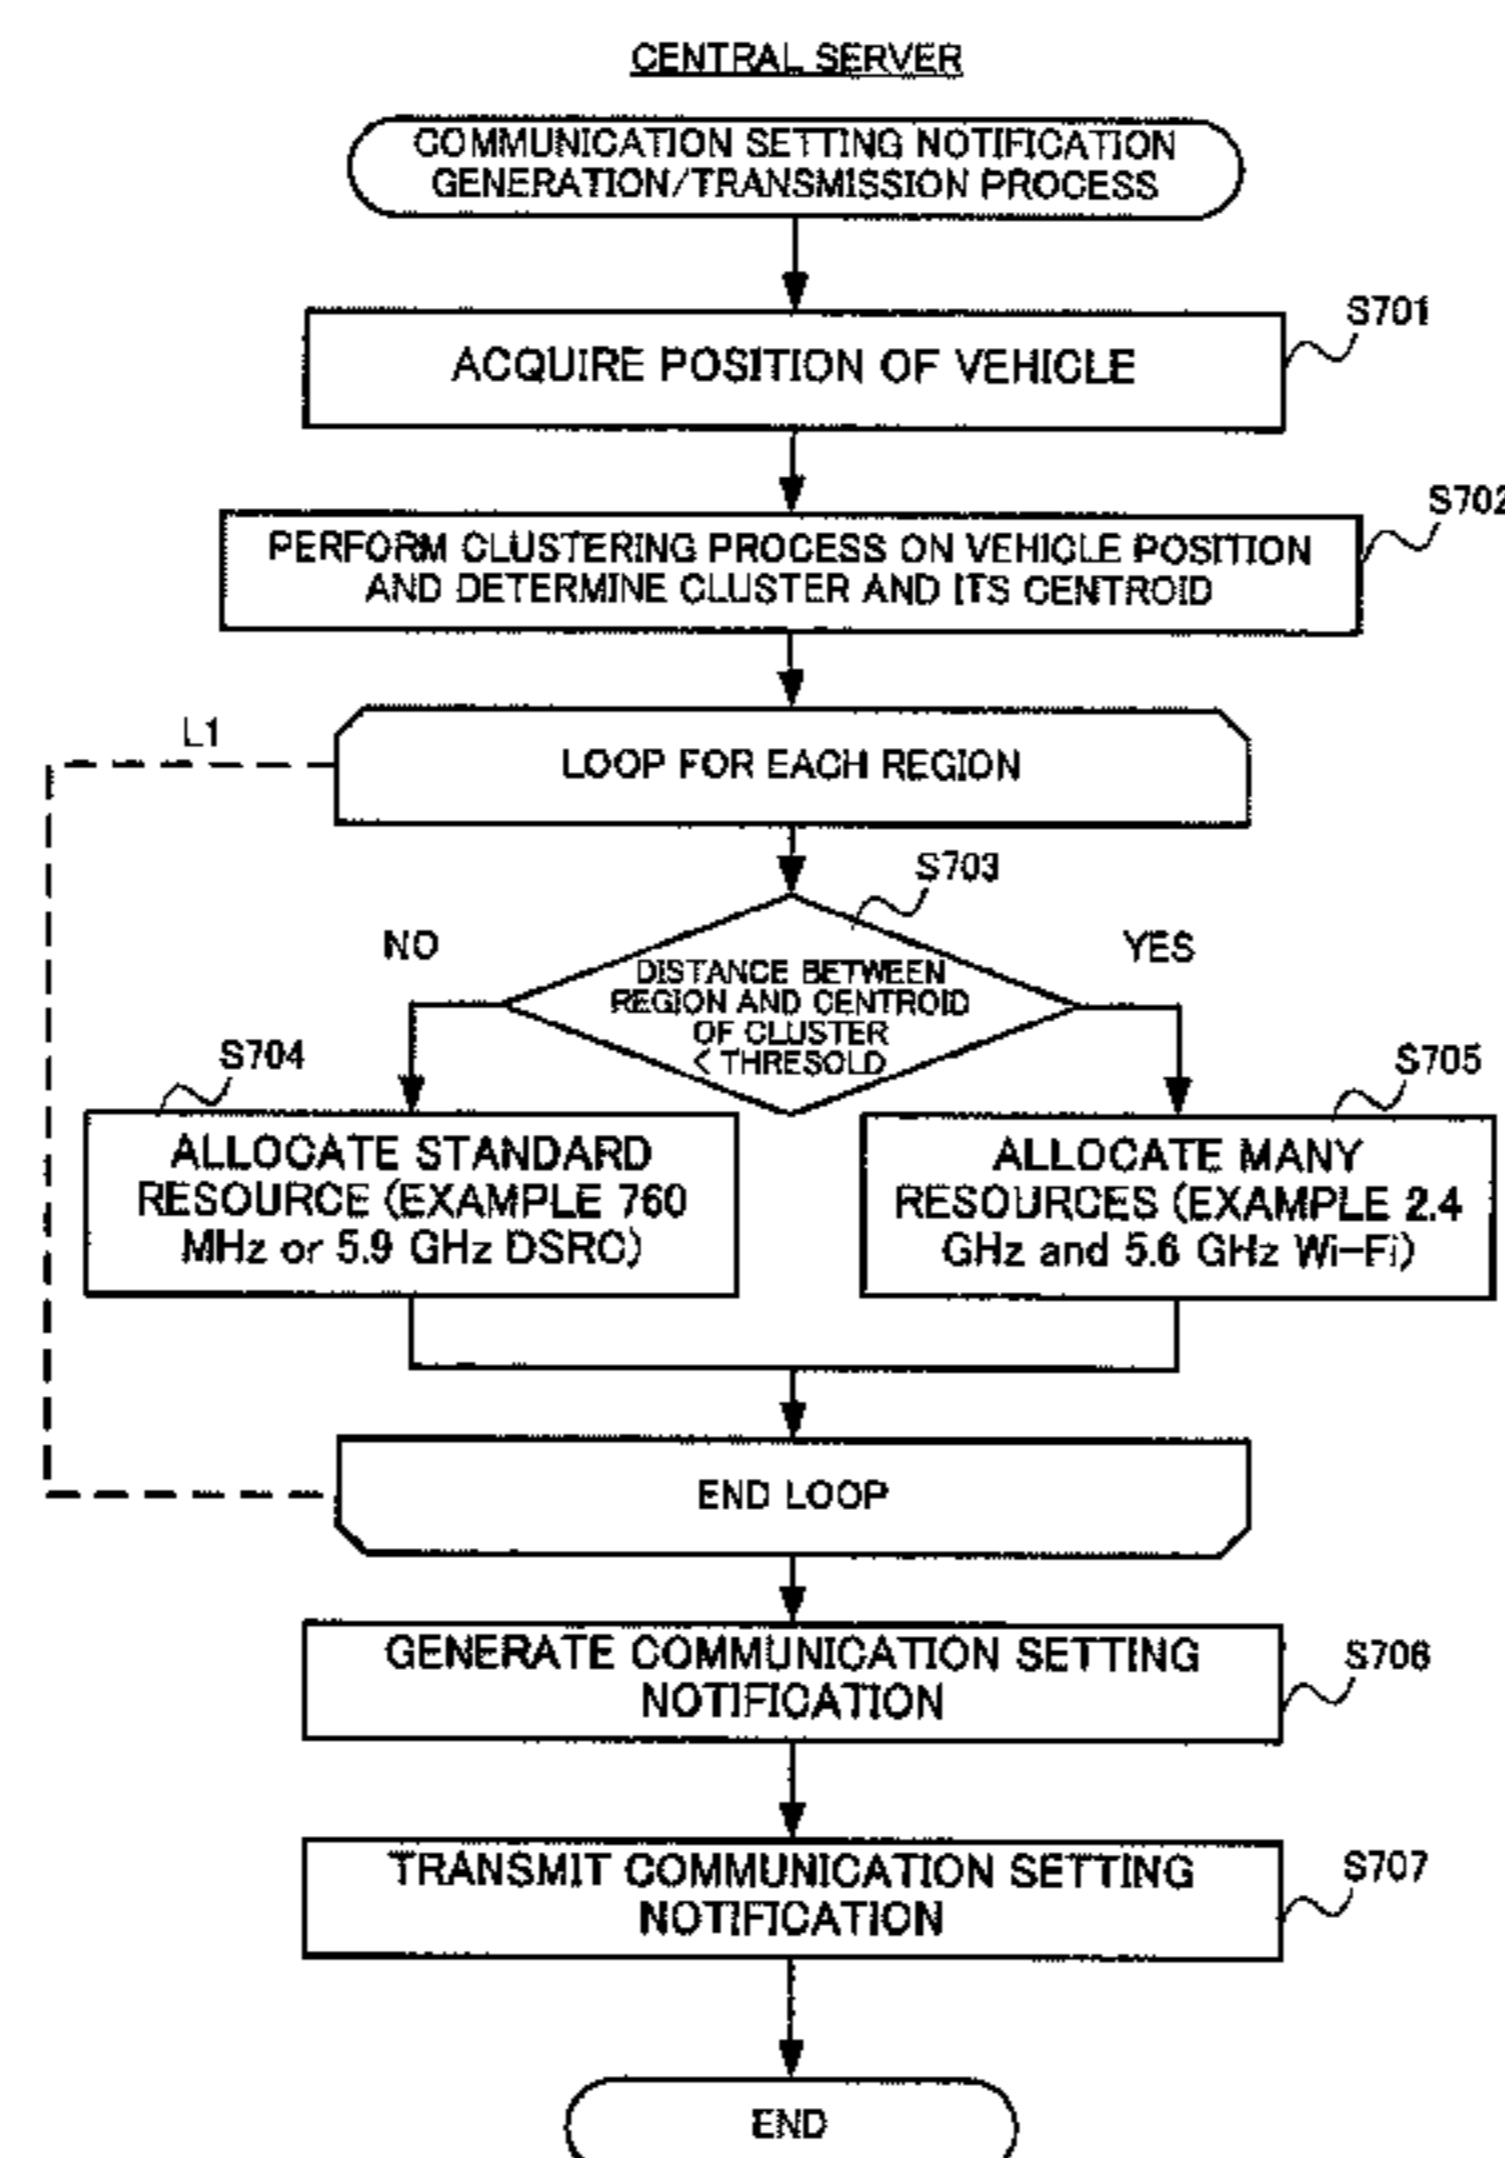 CENTRAL SERVER
COMMUNICATION SETTING NOTIFICATION
GENERATION/TRANSMISSION PROCESS
S701
ACQUIRE POSITION OF VEHICLE
S702
PERFORM CLUSTERING PROCESS ON VEHICLE POSITION
AND DETERMINE CLUSTER AND ITS CENTROID
L1
LOOP FOR EACH REGION
S703
NO
YES
DISTANCE BETWEEN
REGION AND CENTROID
OF CLUSTER
< THRESOLD
S704
S705
ALLOCATE STANDARD
RESOURCE (EXAMPLE 760
MHz or 5.9 GHz DSRC)
ALLOCATE MANY
RESOURCES (EXAMPLE 2.4
GHz and 5.6 GHz Wi-Fi)
END LOOP
S706
GENERATE COMMUNICATION SETTING
NOTIFICATION
S707
TRANSMIT COMMUNICATION SETTING
NOTIFICATION
END